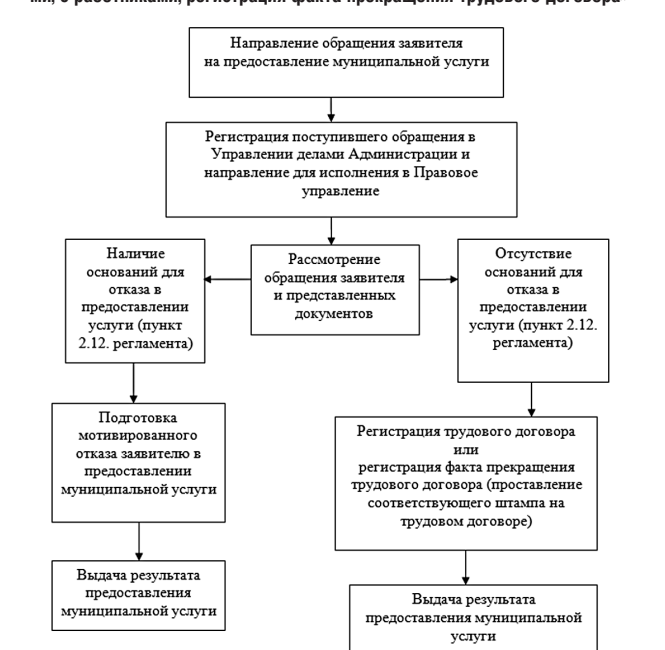 ми, с работниками, регистрация факта прекращения трудового договора
Направление обращения заявителя
на предоставление муниципальной услуги
Регистрация поступившего обращения в
Управлении делами Администрации и
направление для исполнения в Правовое
управление
Наличие
оснований для
отказа в
предоставлении
услуги (пункт
2.12. регламента)
Рассмотрение
обращения заявителя
и представленных
документов
Отсутствие
оснований для
отказа в
предоставлении
услуги (пункт 2.12.
регламента)
Подготовка
мотивированного
отказа заявителю в
предоставлении
муниципальной услуги
Регистрация трудового договора
или
регистрация факта прекращения
трудового договора (проставление
соответствующего штампа на
трудовом договоре)
Выдача результата
предоставления
муниципальной услуги
Выдача результата
предоставления муниципальной
услуги